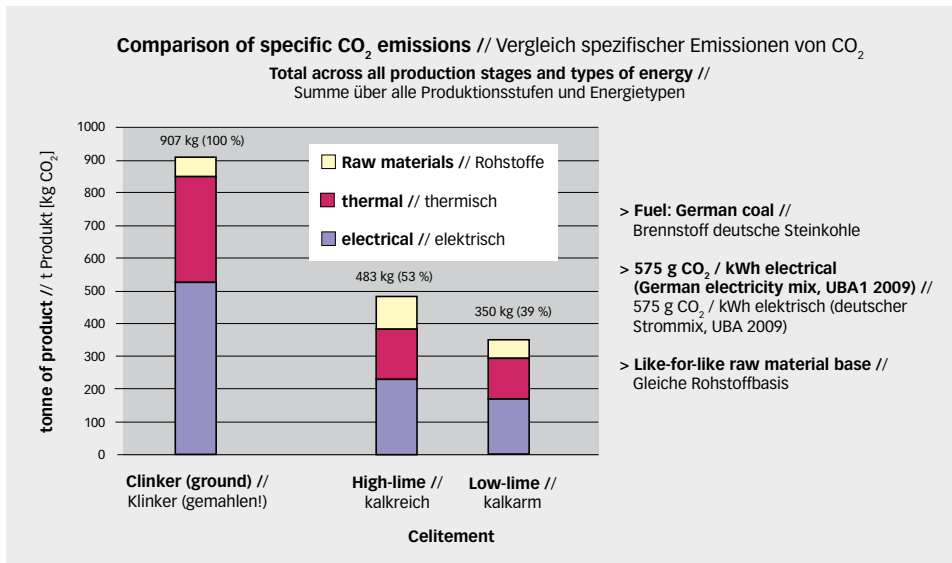 Comparison of specific CO₂ emissions // Vergleich spezifischer Emissionen von CO₂
Total across all production stages and types of energy //
Summe über alle Produktionsstufen und Energietypen
tonne of product // t Produkt [kg CO₂]
1000
900
800
700
600
500
400
300
200
100
0
907 kg (100 %)
Raw materials // Rohstoffe
thermal // thermisch
electrical // elektrisch
483 kg (53 %)
350 kg (39 %)
Clinker (ground) //
Klinker (gemahlen!)
High-lime //
kalkreich
Low-lime //
kalkarm
Celitement
> Fuel: German coal //
Brennstoff deutsche Steinkohle
> 575 g CO₂ / kWh electrical
(German electricity mix, UBA1 2009) //
575 g CO₂ / kWh elektrisch (deutscher
Strommix, UBA 2009)
> Like-for-like raw material base //
Gleiche Rohstoffbasis